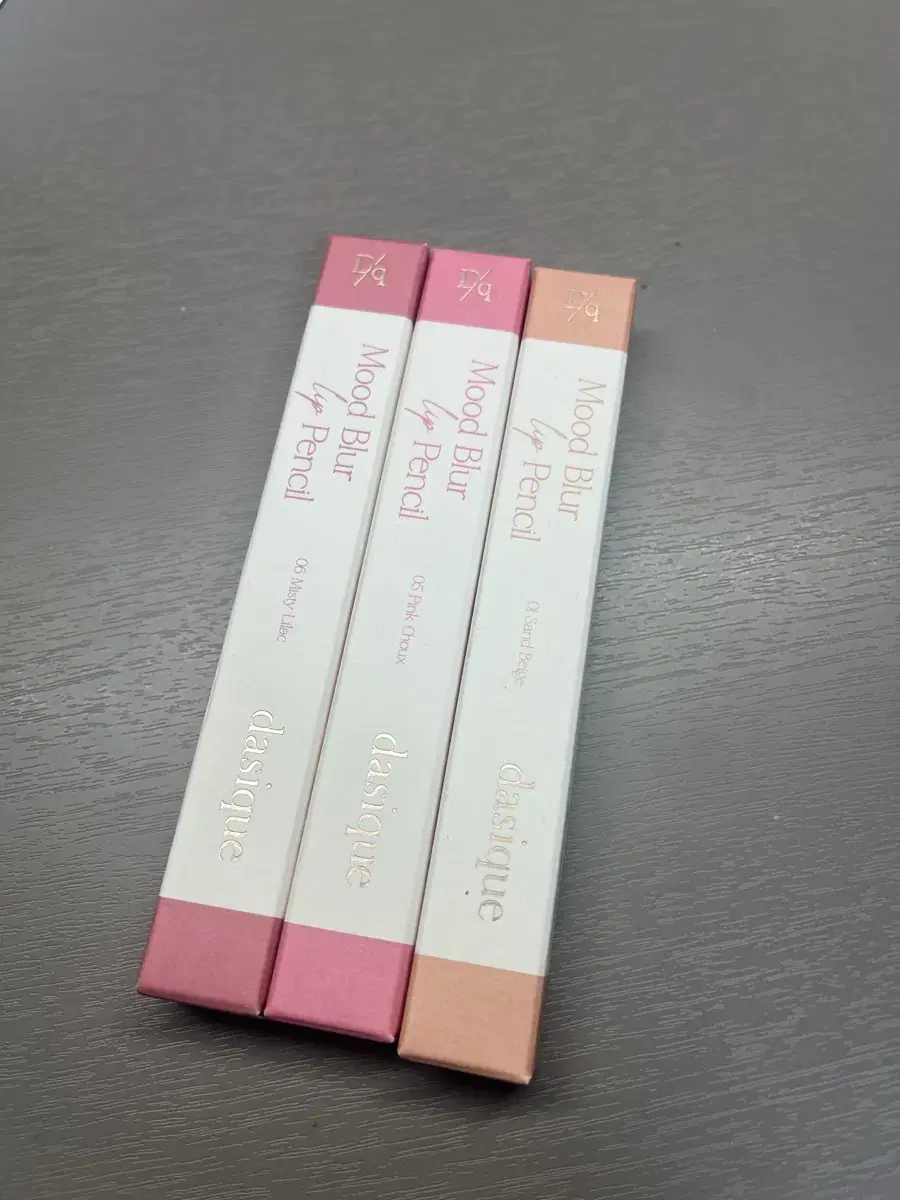 D/q
Mood Blur
lip Pencil
06 Misty Lilac
dasique
D/q
Mood Blur
lip Pencil
05 Pink Choux
dasique
D/q
Mood Blur
lip Pencil
01 Sand Beige
dasique